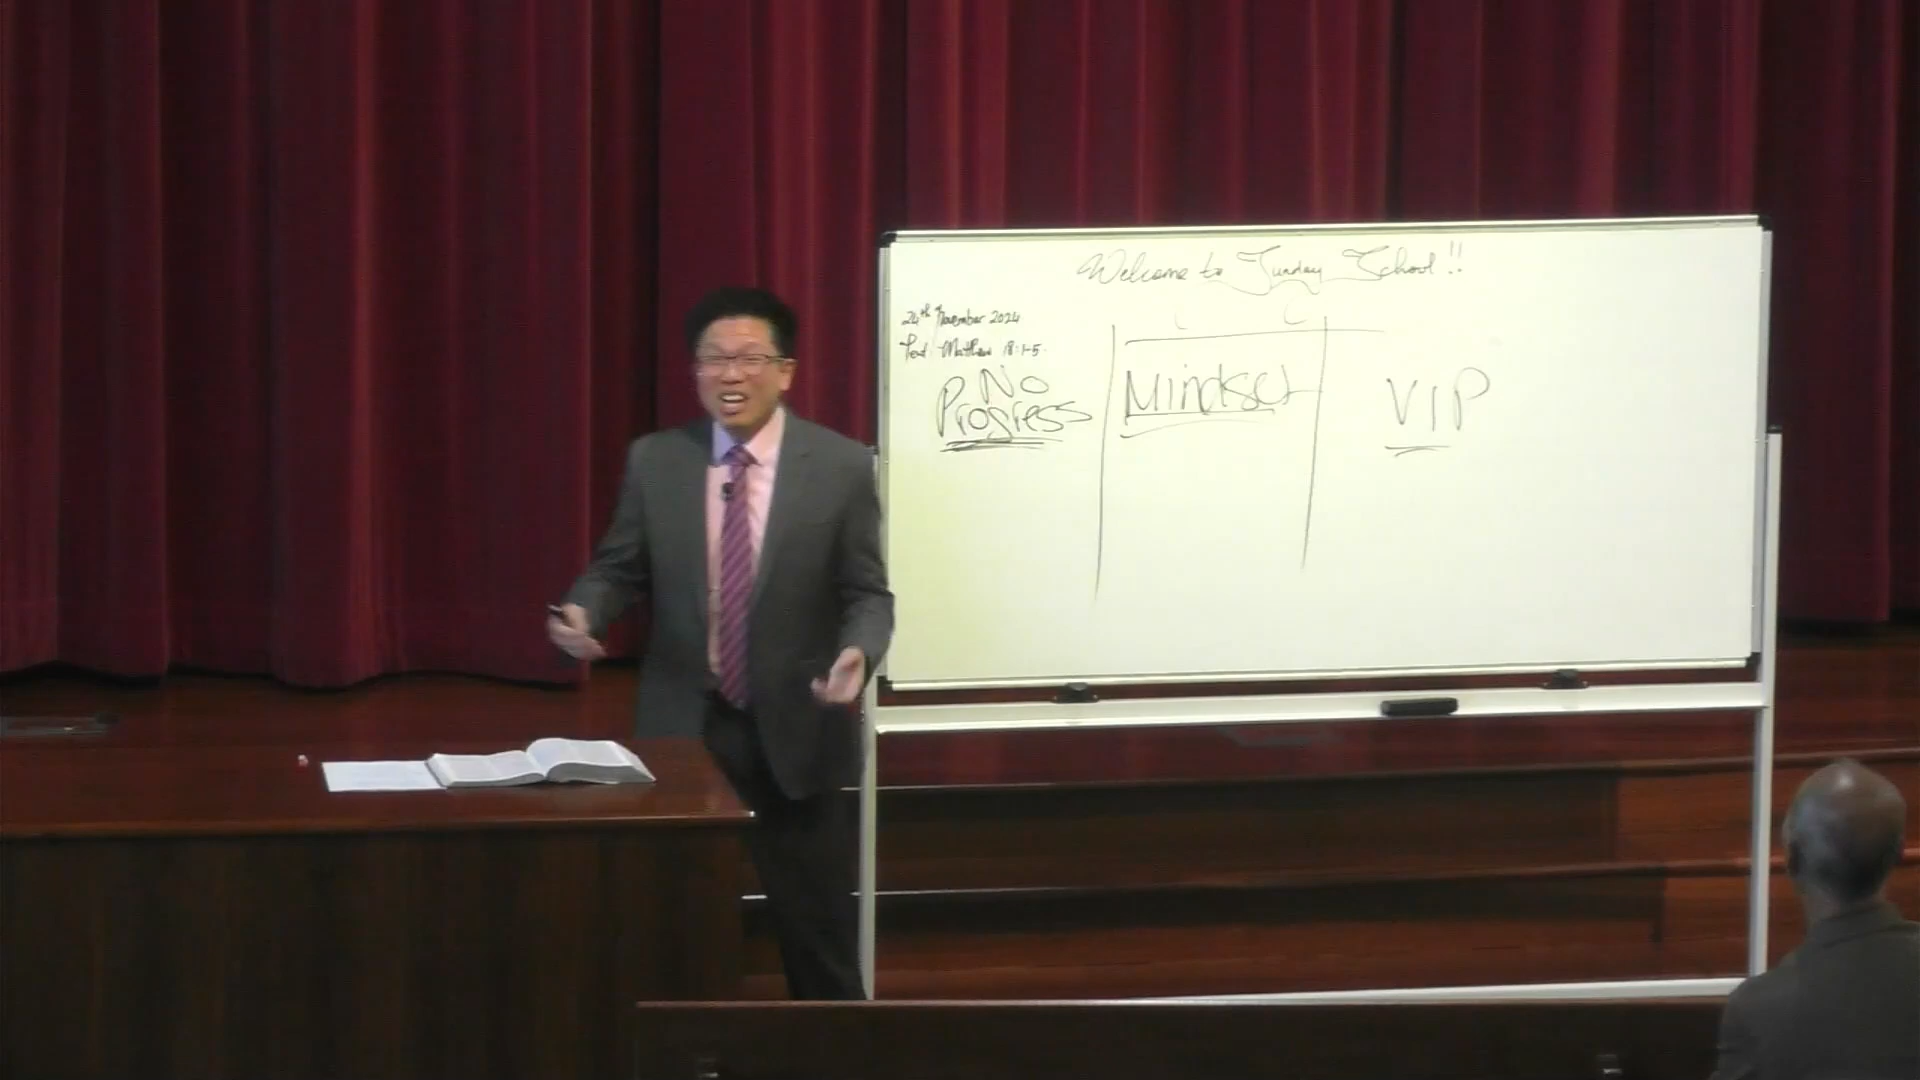 Welcome to Sunday School!!
24th November 2024
Text: Matthew 18:1-5.
No
Progress
Mindset
VIP